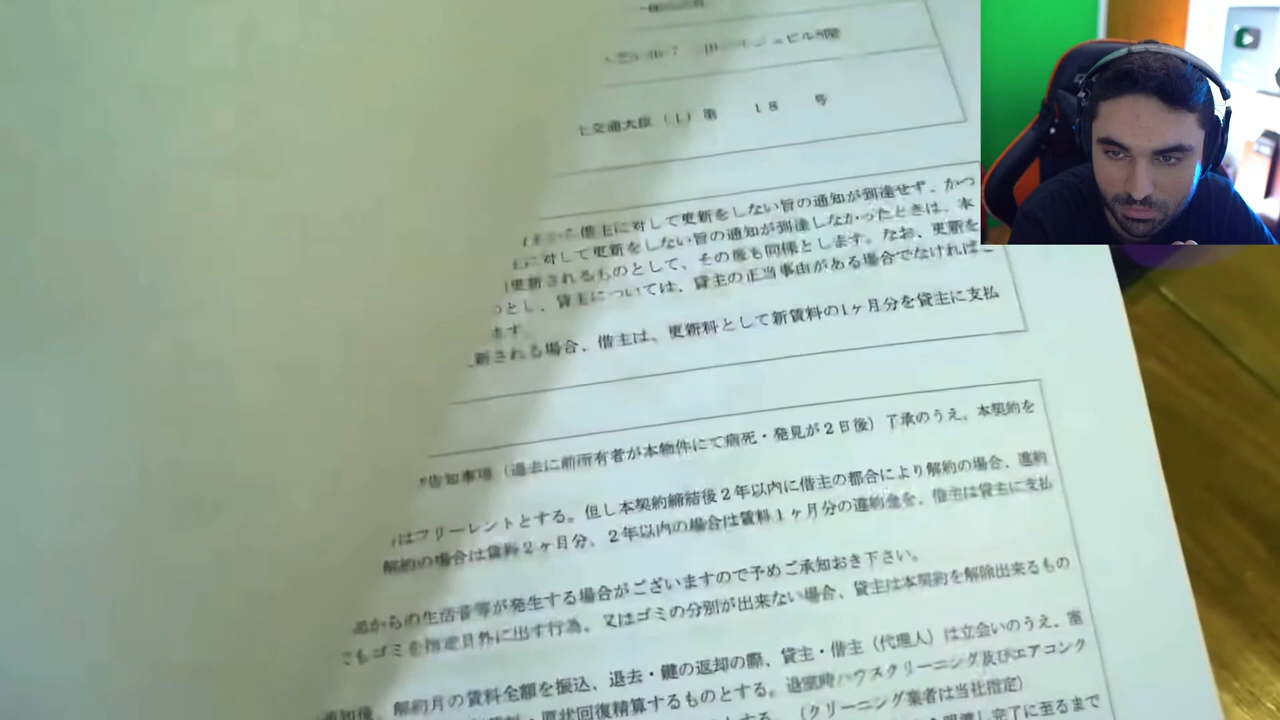 ビル5階
交通大臣（1）第 18 号
借主に対して更新をしない旨の通知が到達せず、かつ
に対して更新をしない旨の通知が到達しなかったときは、本
更新されるものとして、その後も同様とします。なお、更新を
とし、貸主については、貸主の正当事由がある場合でなければこ
ます。
新される場合、借主は、更新料として新賃料の1ヶ月分を貸主に支払
告知事項（過去に前所有者が本物件にて病死・発見が2日後）了承のうえ、本契約を
はフリーレントとする。但し本契約締結後2年以内に借主の都合により解約の場合、違約
解約の場合は賃料2ヶ月分、2年以内の場合は賃料1ヶ月分の違約金を、借主は貸主に支払
からの生活音等が発生する場合がございますので予めご承知おき下さい。
もゴミを指定日外に出す行為、又はゴミの分別が出来ない場合、貸主は本契約を解除出来るもの
通知後、解約月の賃料全額を振込、退去・鍵の返却の際、貸主・借主（代理人）は立会いのうえ、室
原状回復精算するものとする。退室時ハウスクリーニング及びエアコンク
する。（クリーニング業者は当社指定）
完了に至るまで